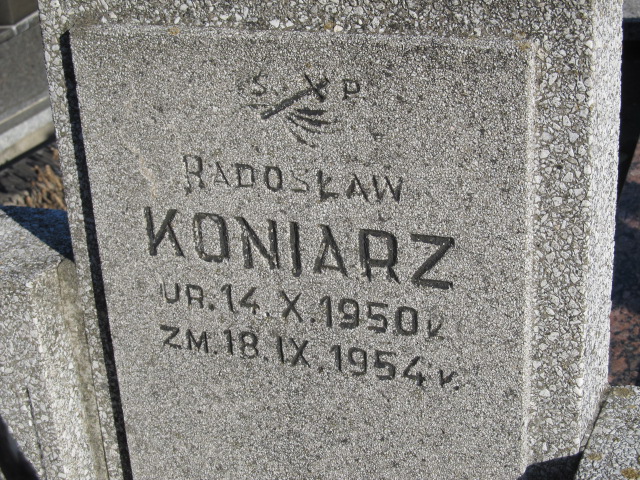 Ś. P.
RADOSŁAW
KONIARZ
UR. 14. X. 1950 r.
ZM. 18. IX. 1954 r.